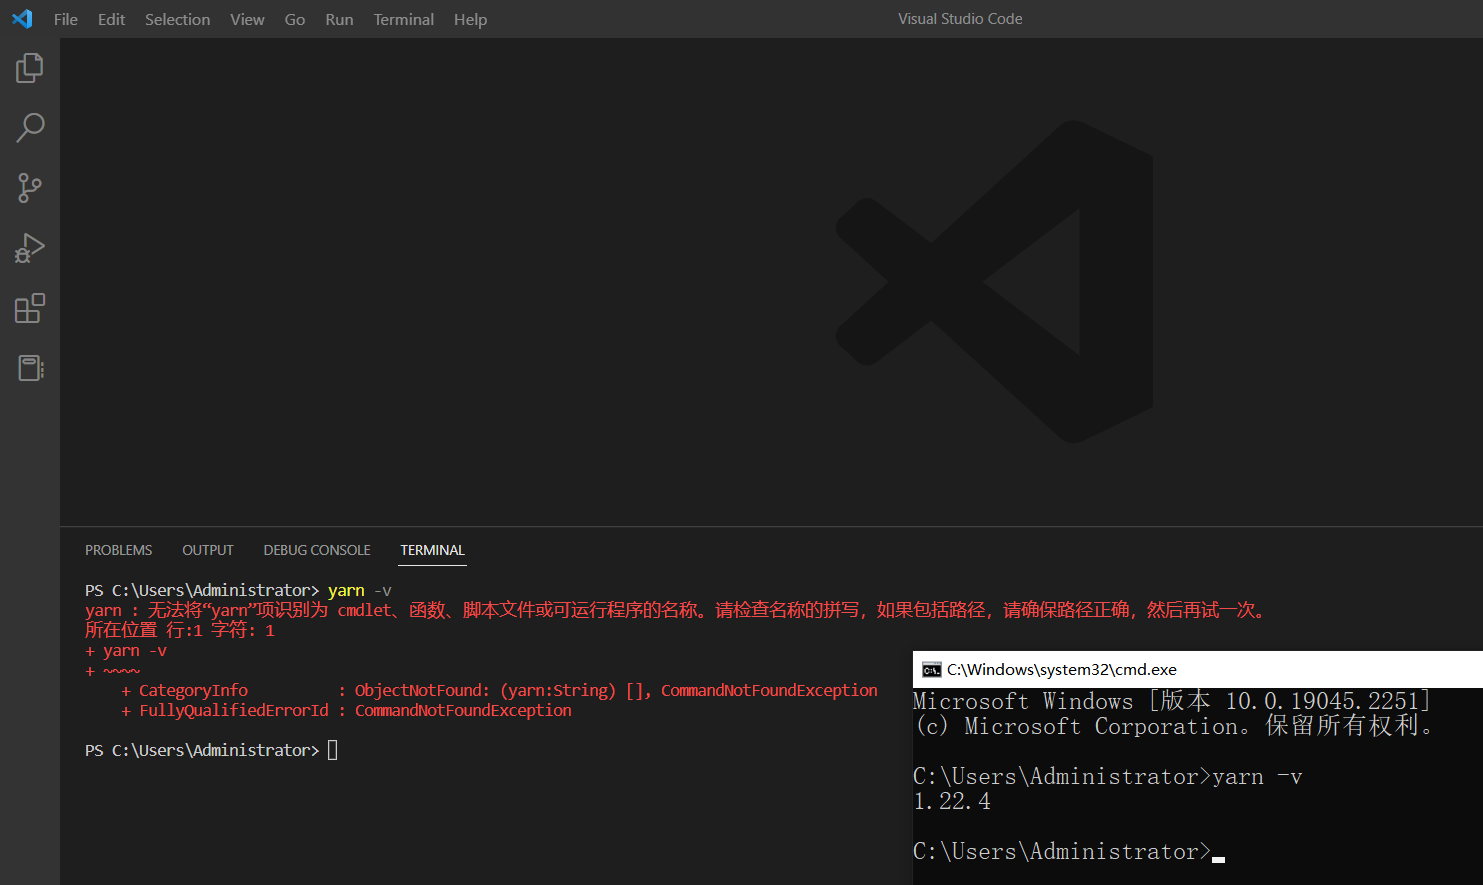 File Edit Selection View Go Run Terminal Help
Visual Studio Code
PROBLEMS OUTPUT DEBUG CONSOLE TERMINAL
PS C:\Users\Administrator> yarn -v
yarn : 无法将“yarn”项识别为 cmdlet、函数、脚本文件或可运行程序的名称。请检查名称的拼写，如果包括路径，请确保路径正确，然后再试一次。
所在位置 行:1 字符: 1
+ yarn -v
+ ~~~~
    + CategoryInfo          : ObjectNotFound: (yarn:String) [], CommandNotFoundException
    + FullyQualifiedErrorId : CommandNotFoundException
PS C:\Users\Administrator>
C:\Windows\system32\cmd.exe
Microsoft Windows [版本 10.0.19045.2251]
(c) Microsoft Corporation。保留所有权利。
C:\Users\Administrator>yarn -v
1.22.4
C:\Users\Administrator>